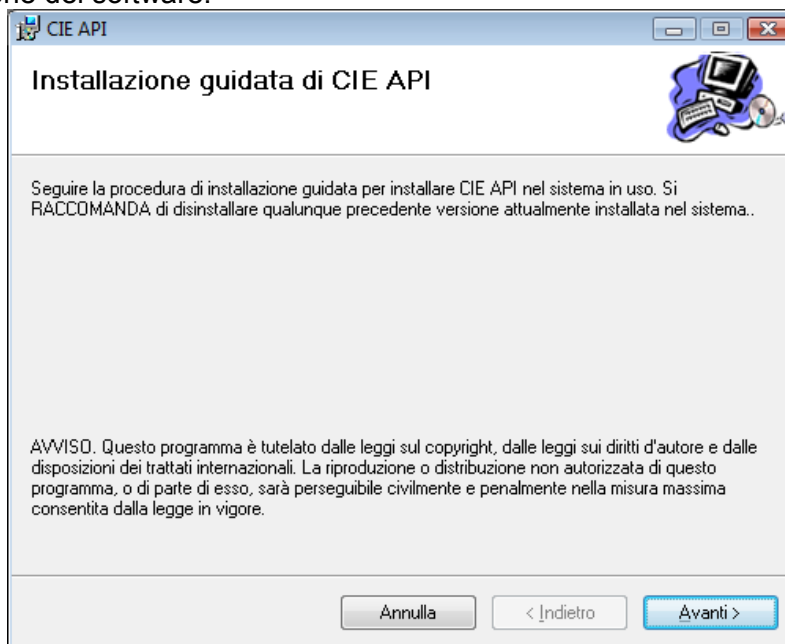 del software.
CIE API
Installazione guidata di CIE API
Seguire la procedura di installazione guidata per installare CIE API nel sistema in uso. Si
RACCOMANDA di disinstallare qualunque precedente versione attualmente installata nel sistema..
AVVISO. Questo programma è tutelato dalle leggi sul copyright, dalle leggi sui diritti d'autore e dalle
disposizioni dei trattati internazionali. La riproduzione o distribuzione non autorizzata di questo
programma, o di parte di esso, sarà perseguibile civilmente e penalmente nella misura massima
consentita dalla legge in vigore.
Annulla < Indietro Avanti >